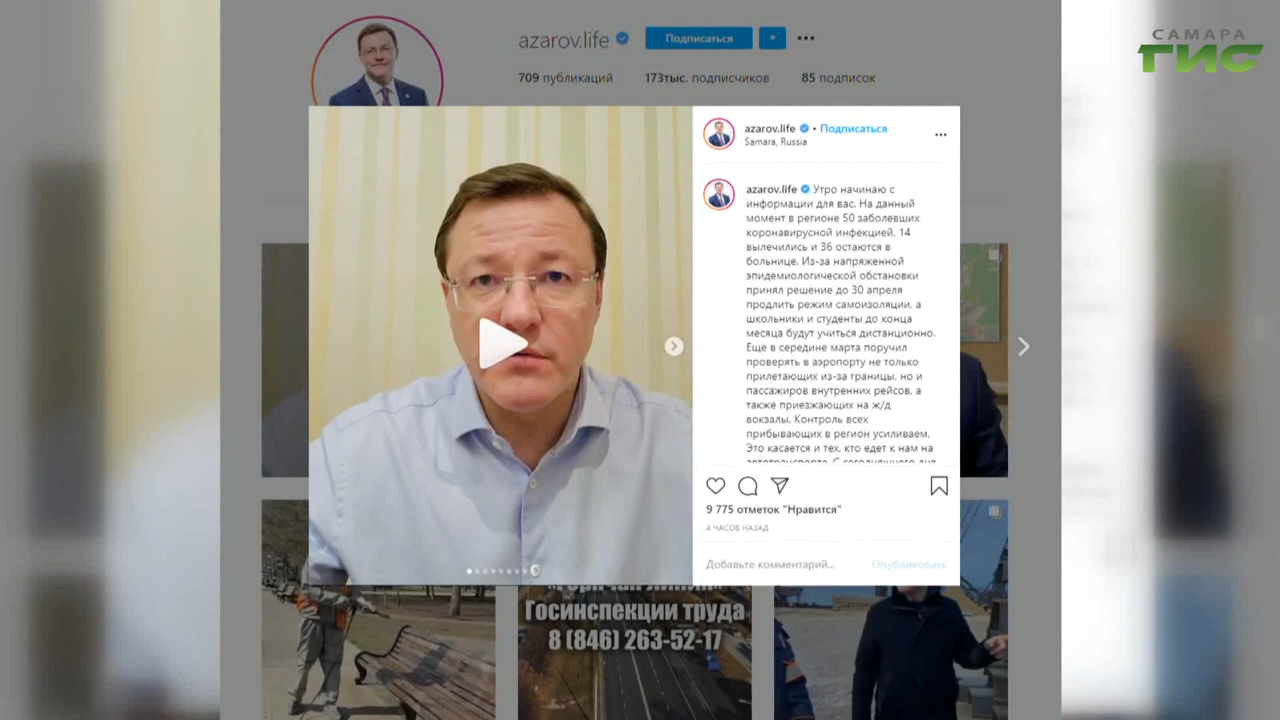 azarov.life
Подписаться
709 публикаций 173тыс. подписчиков 85 подписок
САМАРА
ГИС
azarov.life • Подписаться
Samara, Russia
azarov.life Утро начинаю с
информации для вас. На данный
момент в регионе 50 заболевших
коронавирусной инфекцией, 14
вылечились и 36 остаются в
больнице. Из-за напряженной
эпидемиологической обстановки
принял решение до 30 апреля
продлить режим самоизоляции, а
школьники и студенты до конца
месяца будут учиться дистанционно.
Еще в середине марта поручил
проверять в аэропорту не только
прилетающих из-за границы, но и
пассажиров внутренних рейсов, а
также приезжающих на ж/д
вокзалы. Контроль всех
прибывающих в регион усиливаем.
Это касается и тех, кто едет к нам на
автотранспорте. С сегодняшнего дня
9 775 отметок "Нравится"
4 ЧАСОВ НАЗАД
Добавьте комментарий... Опубликовать
Госинспекции труда
8 (846) 263-52-17